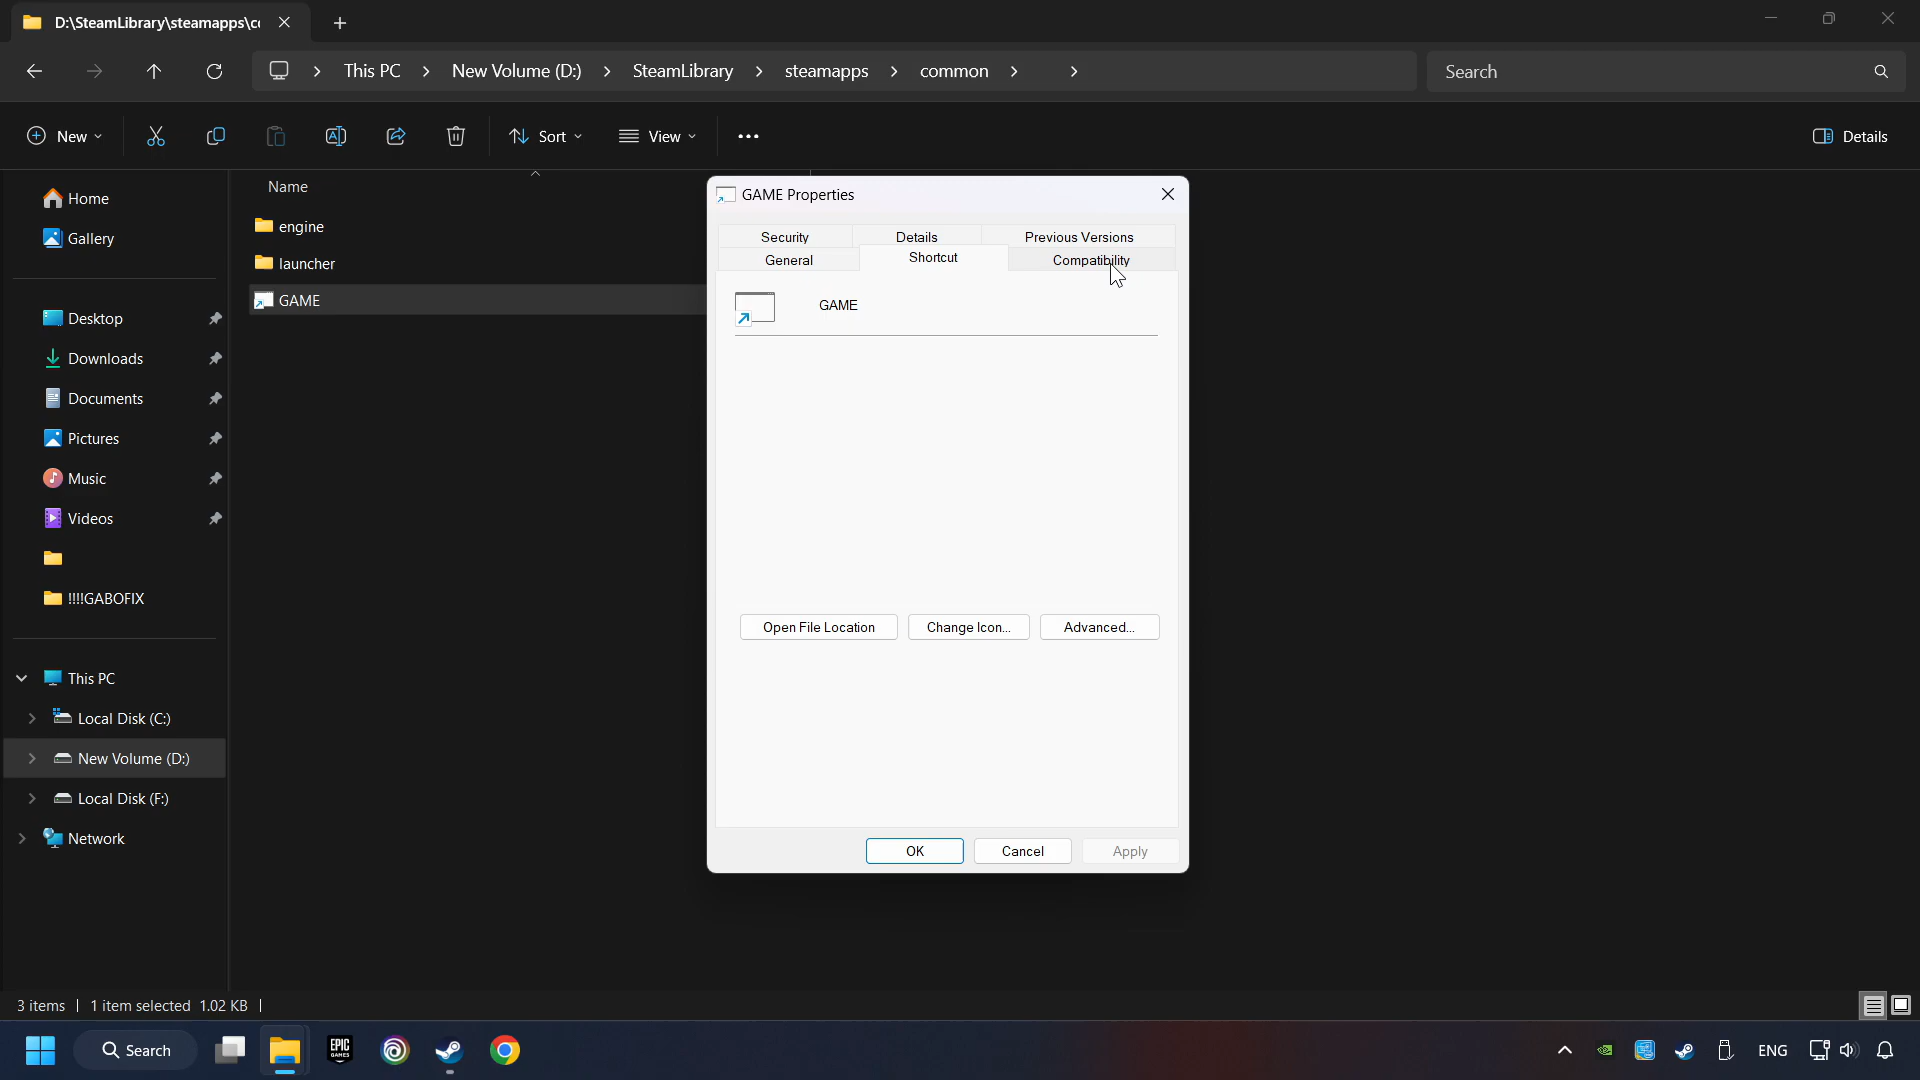 D:\SteamLibrary\steamapps\co
This PC > New Volume (D:) > SteamLibrary > steamapps > common > >
Search
New
Sort
View
Details
Home
Gallery
Desktop
Downloads
Documents
Pictures
Music
Videos
!!!!GABOFIX
This PC
Local Disk (C:)
New Volume (D:)
Local Disk (F:)
Network
Name
engine
launcher
GAME
GAME Properties
Security Details Previous Versions
General Shortcut Compatibility
GAME
Open File Location Change Icon... Advanced...
OK Cancel Apply
3 items 1 item selected 1.02 KB
Search
EPIC
GAMES
ENG